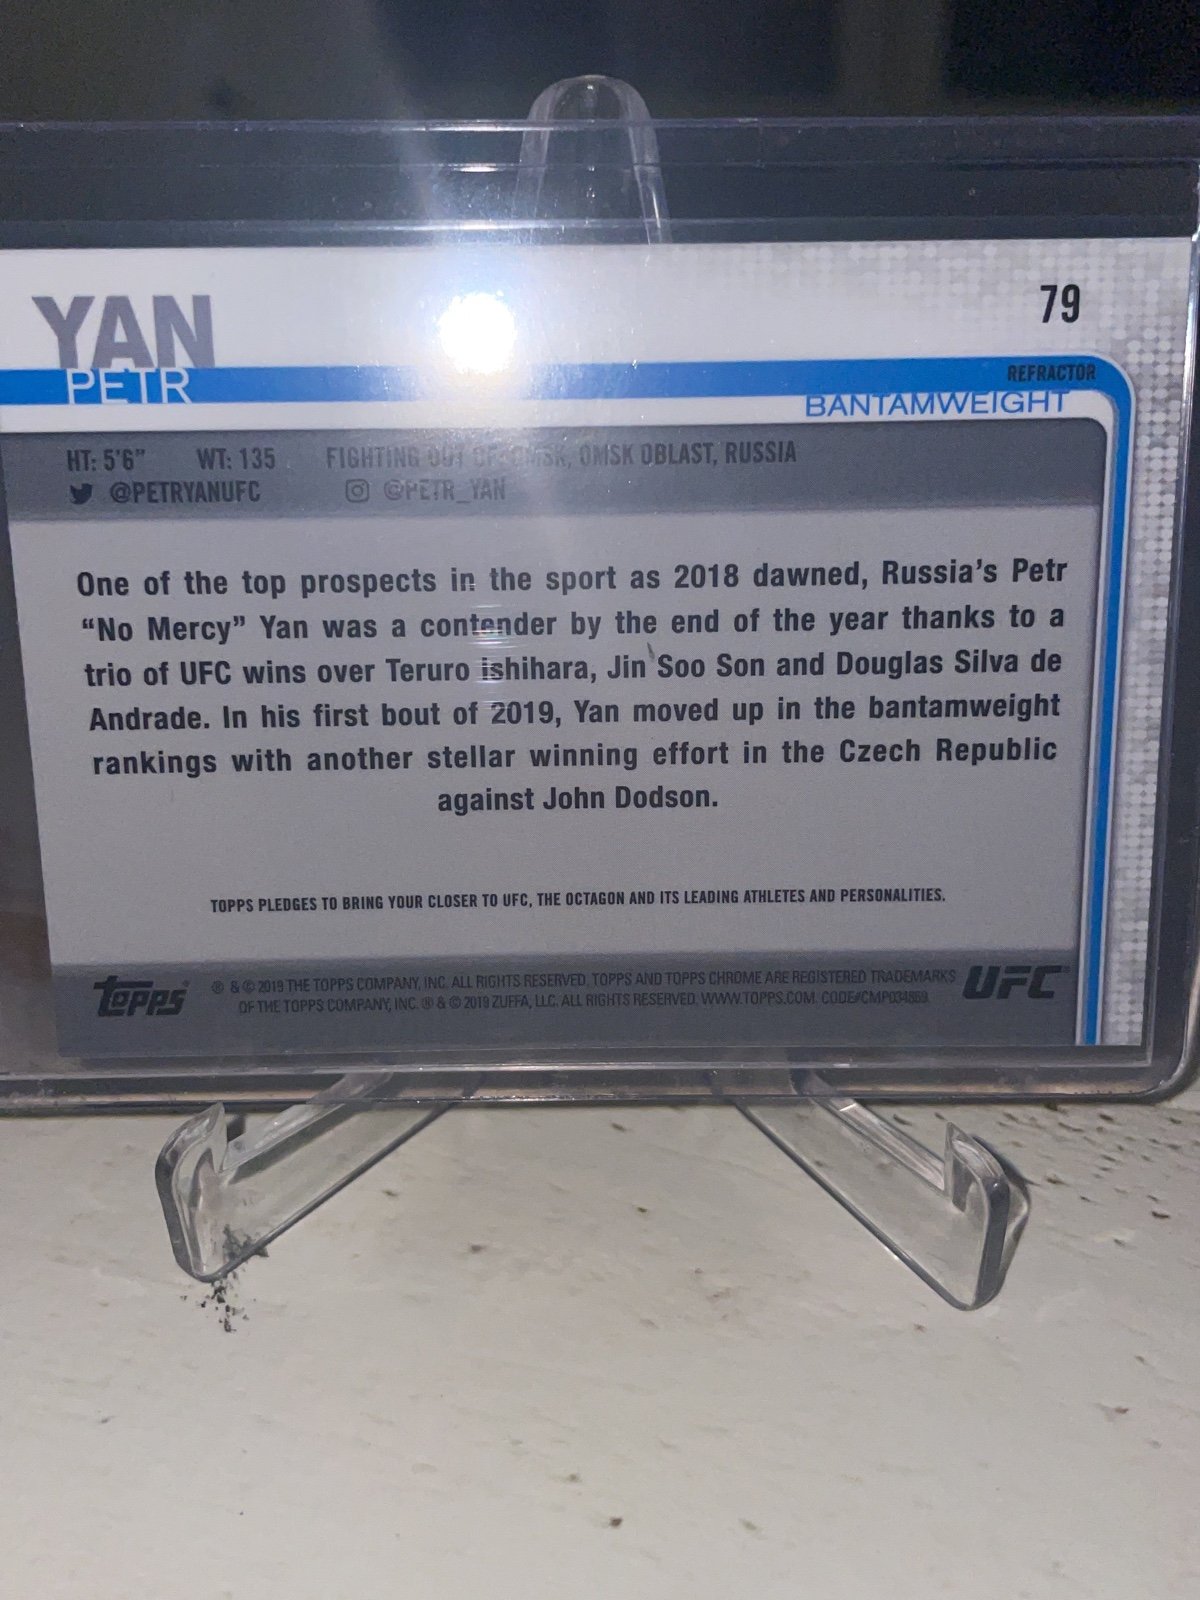 YAN
79
PETR
REFRACTOR
BANTAMWEIGHT
HT: 5'6" WT: 135 FIGHTING OUT OF: OMSK, OMSK OBLAST, RUSSIA
@PETRYANUFC @PETR_YAN
One of the top prospects in the sport as 2018 dawned, Russia's Petr
“No Mercy” Yan was a contender by the end of the year thanks to a
trio of UFC wins over Teruro ishihara, Jin Soo Son and Douglas Silva de
Andrade. In his first bout of 2019, Yan moved up in the bantamweight
rankings with another stellar winning effort in the Czech Republic
against John Dodson.
TOPPS PLEDGES TO BRING YOUR CLOSER TO UFC, THE OCTAGON AND ITS LEADING ATHLETES AND PERSONALITIES.
topps
® & © 2019 THE TOPPS COMPANY, INC. ALL RIGHTS RESERVED. TOPPS AND TOPPS CHROME ARE REGISTERED TRADEMARKS
OF THE TOPPS COMPANY, INC. ® & © 2019 ZUFFA, LLC. ALL RIGHTS RESERVED. WWW.TOPPS.COM. CODE#CMP034869
UFC